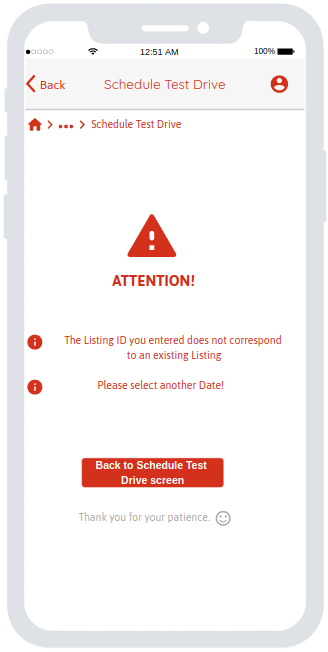 12:51 AM
100%
Back
Schedule Test Drive
Schedule Test Drive
ATTENTION!
The Listing ID you entered does not correspond
to an existing Listing
Please select another Date!
Back to Schedule Test
Drive screen
Thank you for your patience.